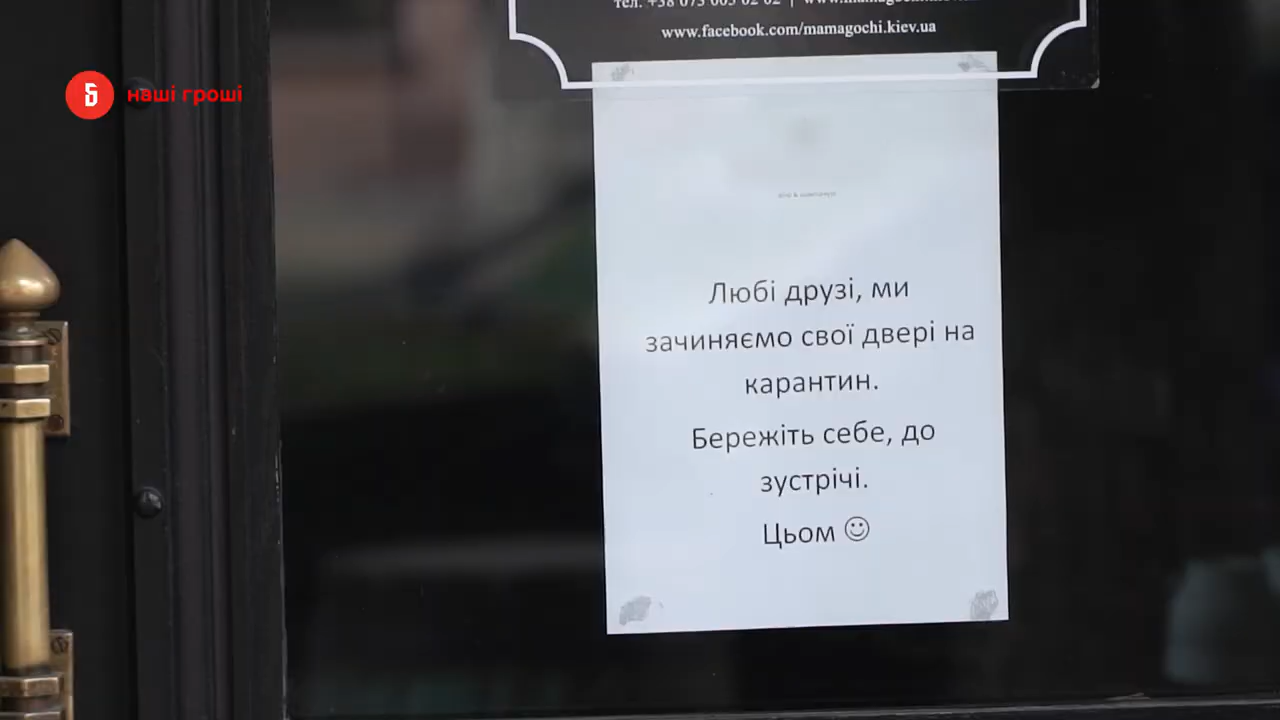 www.facebook.com/mamagochi.kiev.ua
наші гроші
Любі друзі, ми
зачиняємо свої двері на
карантин.
Бережіть себе, до
зустрічі.
Цьом ☺